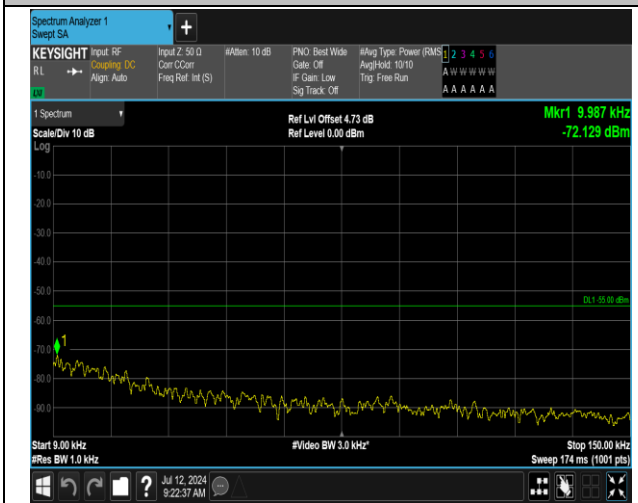 Spectrum Analyzer 1
Swept SA
+
KEYSIGHT
RL
Input: RF
Coupling: DC
Align: Auto
Input Z: 50 Ω
Corr CCorr
Freq Ref: Int (S)
#Atten: 10 dB
PNO: Best Wide
Gate: Off
IF Gain: Low
Sig Track: Off
#Avg Type: Power (RMS
Avg|Hold: 10/10
Trig: Free Run
1 2 3 4 5 6
A W W W W W
A A A A A A
1 Spectrum
Scale/Div 10 dB
Log
Ref Lvl Offset 4.73 dB
Ref Level 0.00 dBm
Mkr1 9.987 kHz
-72.129 dBm
-10.0
-20.0
-30.0
-40.0
-50.0
DL1 -55.00 dBm
-60.0
1
-70.0
-80.0
-90.0
Start 9.00 kHz
#Res BW 1.0 kHz
#Video BW 3.0 kHz*
Stop 150.00 kHz
Sweep 174 ms (1001 pts)
?
Jul 12, 2024
9:22:37 AM